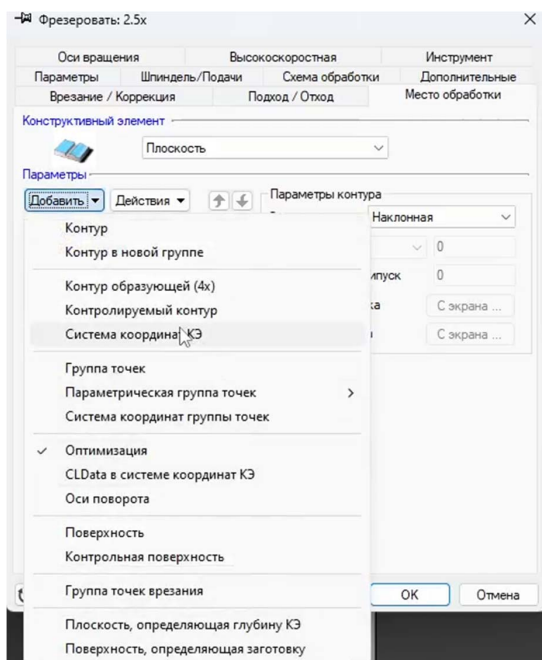 Фрезеровать: 2.5x
Оси вращения Высокоскоростная Инструмент
Параметры Шпиндель/Подачи Схема обработки Дополнительные
Врезание / Коррекция Подход / Отход Место обработки
Конструктивный элемент
Плоскость
Параметры
Добавить Действия Параметры контура
Наклонная
Контур
Контур в новой группе
0
Контур образующей (4x)
0
Контролируемый контур
С экрана ...
Система координат КЭ
С экрана ...
Группа точек
Параметрическая группа точек
Система координат группы точек
Оптимизация
CLData в системе координат КЭ
Оси поворота
Поверхность
Контрольная поверхность
Группа точек врезания
OK Отмена
Плоскость, определяющая глубину КЭ
Поверхность, определяющая заготовку